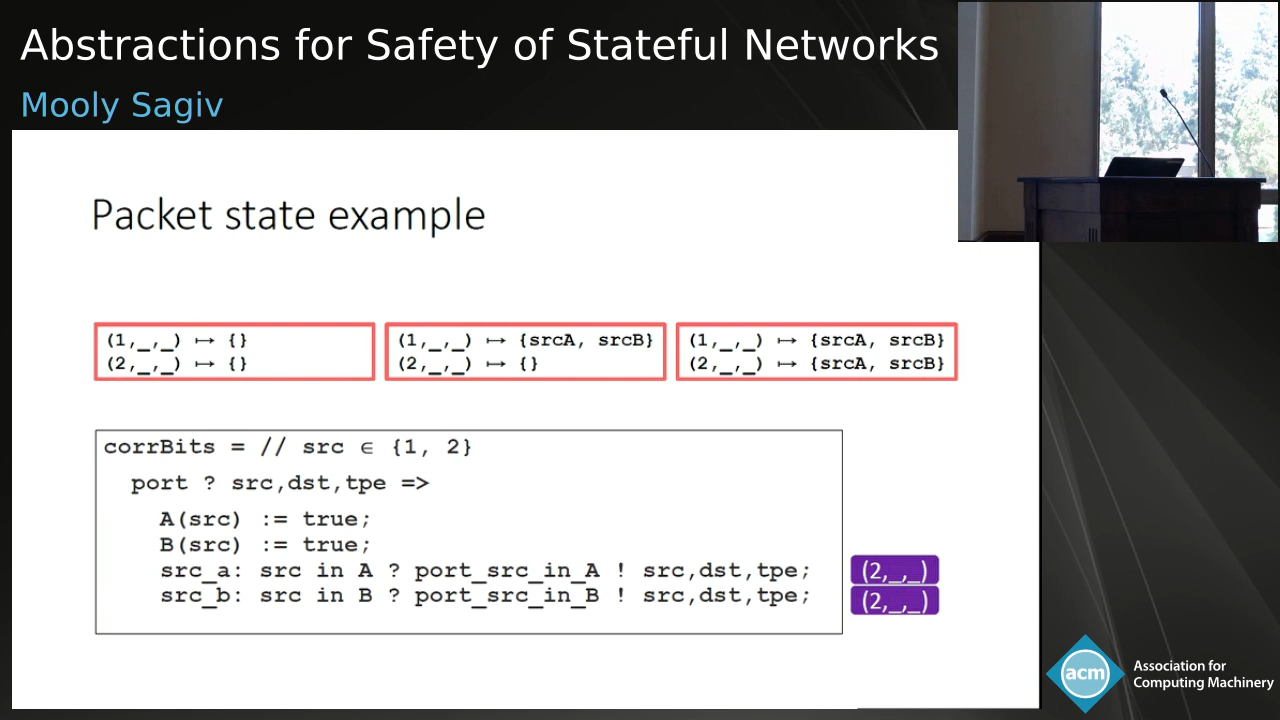 Abstractions for Safety of Stateful Networks
Mooly Sagiv
Packet state example
(1,_,_) ↦ {}
(2,_,_) ↦ {}
(1,_,_) ↦ {srcA, srcB}
(2,_,_) ↦ {}
(1,_,_) ↦ {srcA, srcB}
(2,_,_) ↦ {srcA, srcB}
corrBits = // src ∈ {1, 2}
port ? src,dst,tpe =>
A(src) := true;
B(src) := true;
src_a: src in A ? port_src_in_A ! src,dst,tpe;
(2,_,_)
src_b: src in B ? port_src_in_B ! src,dst,tpe;
(2,_,_)
acm
Association for
Computing Machinery